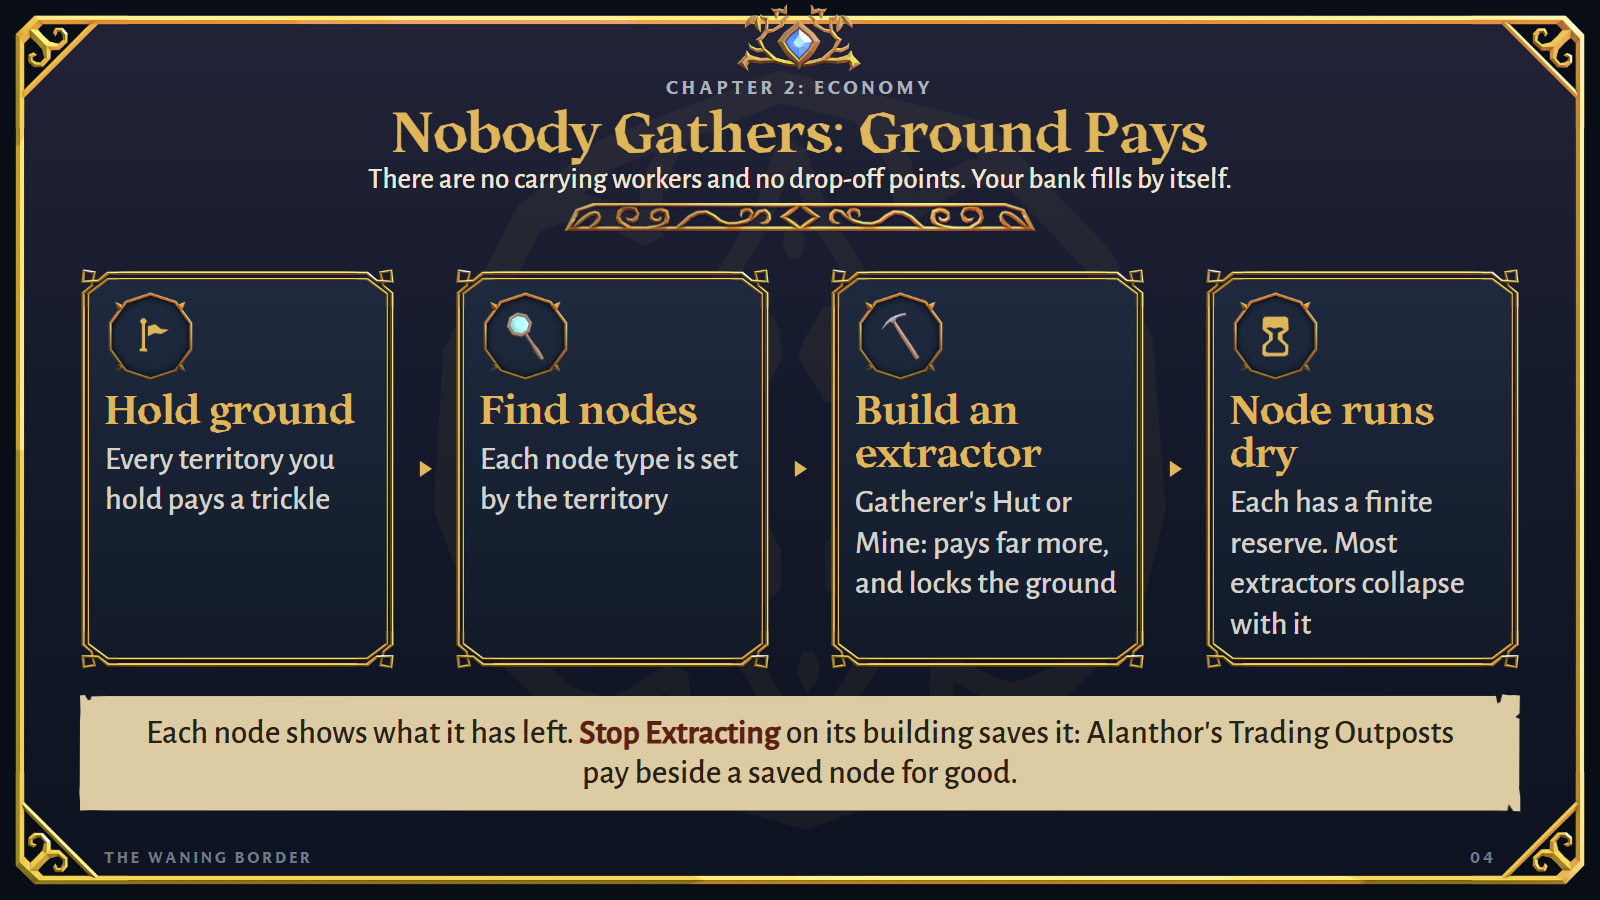 CHAPTER 2: ECONOMY
Nobody Gathers: Ground Pays
There are no carrying workers and no drop-off points. Your bank fills by itself.
Hold ground
Every territory you
hold pays a trickle
Find nodes
Each node type is set
by the territory
Build an
extractor
Gatherer's Hut or
Mine: pays far more,
and locks the ground
Node runs
dry
Each has a finite
reserve. Most
extractors collapse
with it
Each node shows what it has left. Stop Extracting on its building saves it: Alanthor's Trading Outposts
pay beside a saved node for good.
THE WANING BORDER
04